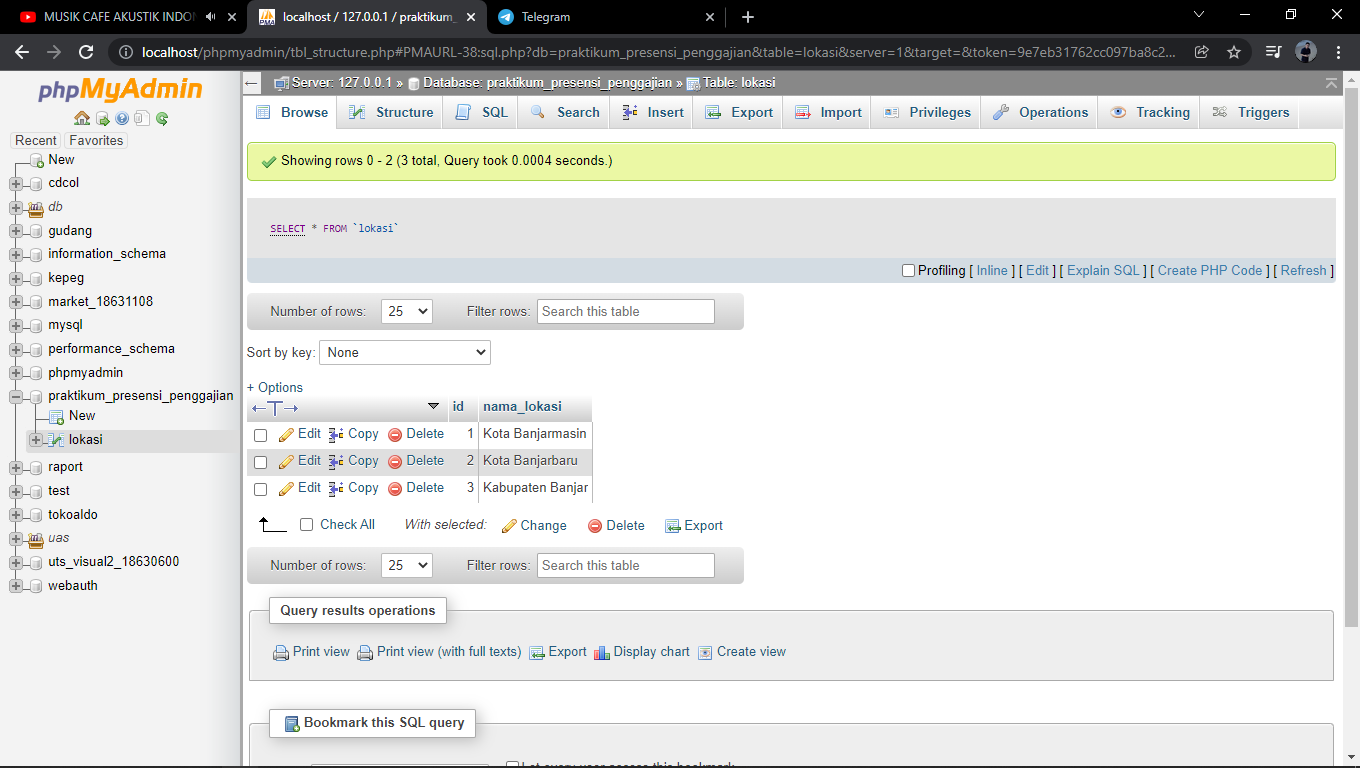 MUSIK CAFE AKUSTIK INDON
localhost / 127.0.0.1 / praktikum_
Telegram
localhost/phpmyadmin/tbl_structure.php#PMAURL-38:sql.php?db=praktikum_presensi_penggajian&table=lokasi&server=1&target=&token=9e7eb31762cc097ba8c2...
phpMyAdmin
Recent Favorites
New
cdcol
db
gudang
information_schema
kepeg
market_18631108
mysql
performance_schema
phpmyadmin
praktikum_presensi_penggajian
New
lokasi
raport
test
tokoaldo
uas
uts_visual2_18630600
webauth
Server: 127.0.0.1 » Database: praktikum_presensi_penggajian » Table: lokasi
Browse Structure SQL Search Insert Export Import Privileges Operations Tracking Triggers
Showing rows 0 - 2 (3 total, Query took 0.0004 seconds.)
SELECT * FROM `lokasi`
Profiling [ Inline ] [ Edit ] [ Explain SQL ] [ Create PHP Code ] [ Refresh ]
Number of rows: 25 Filter rows: Search this table
Sort by key: None
+ Options
id nama_lokasi
Edit Copy Delete 1 Kota Banjarmasin
Edit Copy Delete 2 Kota Banjarbaru
Edit Copy Delete 3 Kabupaten Banjar
Check All With selected: Change Delete Export
Number of rows: 25 Filter rows: Search this table
Query results operations
Print view Print view (with full texts) Export Display chart Create view
Bookmark this SQL query